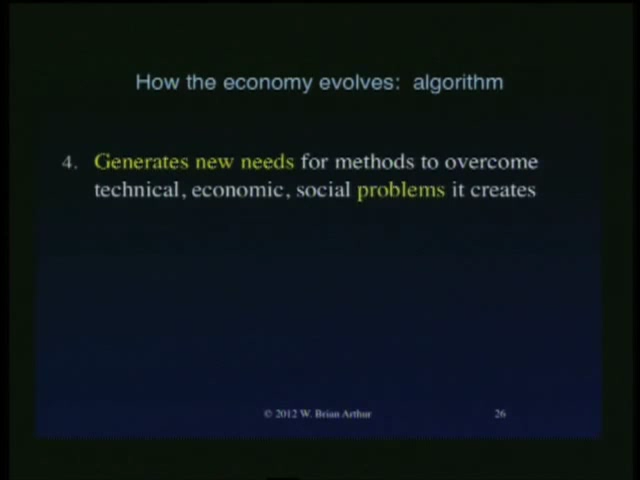 How the economy evolves: algorithm
4. Generates new needs for methods to overcome
technical, economic, social problems it creates
© 2012 W. Brian Arthur
26